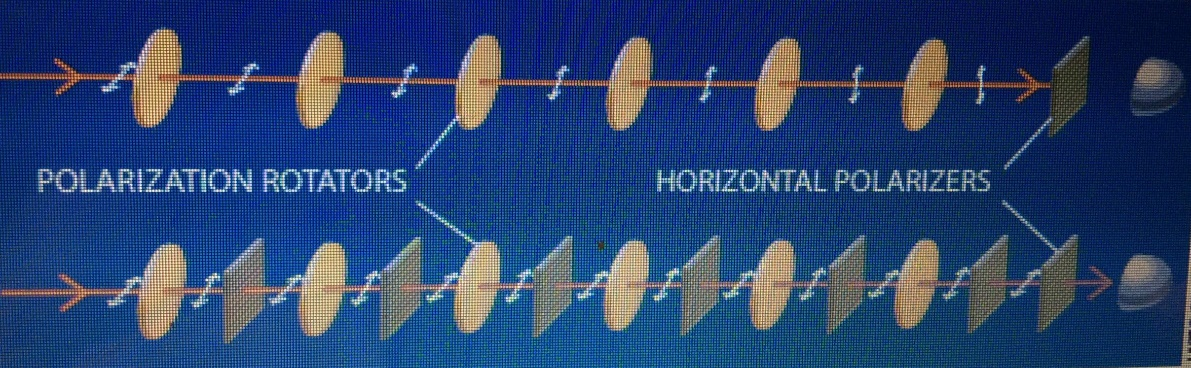 POLARIZATION ROTATORS
HORIZONTAL POLARIZERS